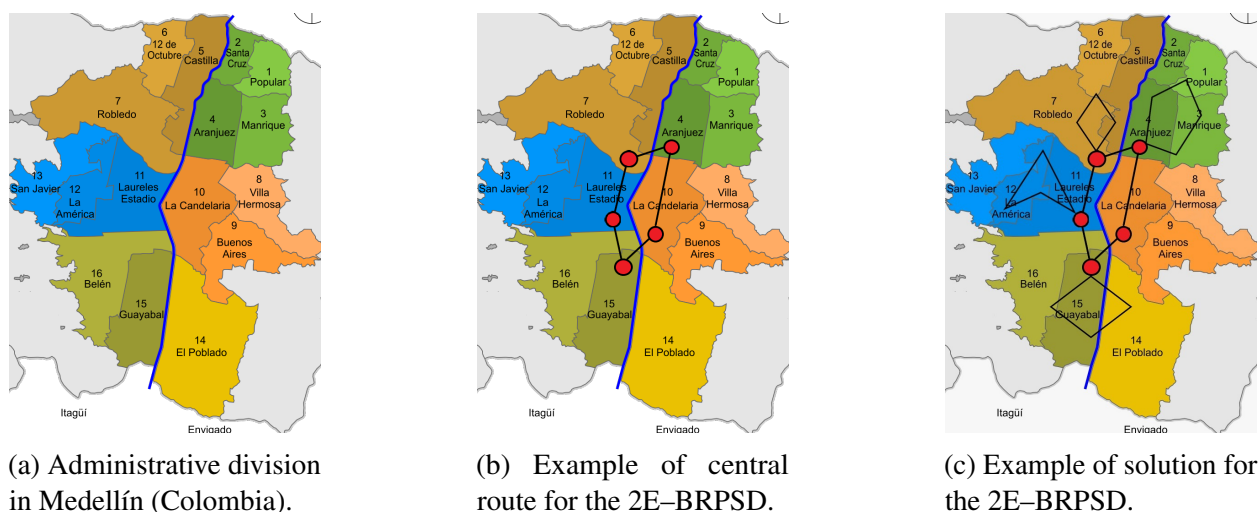 6
12 de
Octubre
5
Castilla
2
Santa
Cruz
1
Popular
7
Robledo
4
Aranjuez
3
Manrique
13
San Javier
12
La
América
11
Laureles
Estadio
10
La Candelaria
8
Villa
Hermosa
9
Buenos
Aires
16
Belén
15
Guayabal
14
El Poblado
Itagüí
Envigado
(a) Administrative division
in Medellín (Colombia).
6
12 de
Octubre
5
Castilla
2
Santa
Cruz
1
Popular
7
Robledo
4
Aranjuez
3
Manrique
13
San Javier
12
La
América
11
Laureles
Estadio
10
La Candelaria
8
Villa
Hermosa
9
Buenos
Aires
16
Belén
15
Guayabal
14
El Poblado
Itagüí
Envigado
(b) Example of central
route for the 2E–BRPSD.
6
12 de
Octubre
5
Castilla
2
Santa
Cruz
1
Popular
7
Robledo
4
Aranjuez
3
Manrique
13
San Javier
12
La
América
11
Laureles
Estadio
10
La Candelaria
8
Villa
Hermosa
9
Buenos
Aires
16
Belén
15
Guayabal
14
El Poblado
Itagüí
Envigado
(c) Example of solution for
the 2E–BRPSD.